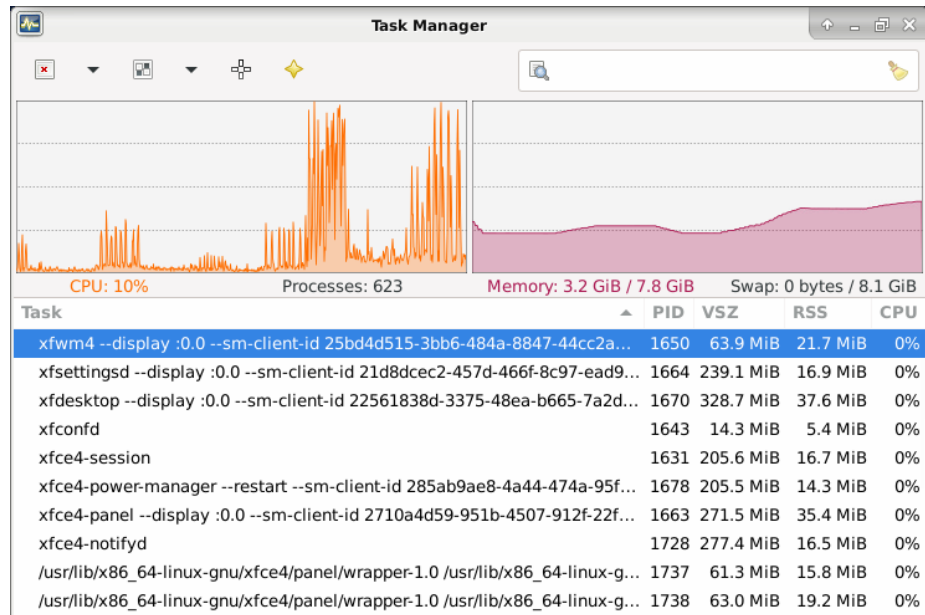 Task Manager
CPU: 10% Processes: 623 Memory: 3.2 GiB / 7.8 GiB Swap: 0 bytes / 8.1 GiB
Task PID VSZ RSS CPU
xfwm4 --display :0.0 --sm-client-id 25bd4d515-3bb6-484a-8847-44cc2a... 1650 63.9 MiB 21.7 MiB 0%
xfsettingsd --display :0.0 --sm-client-id 21d8dcec2-457d-466f-8c97-ead9... 1664 239.1 MiB 16.9 MiB 0%
xfdesktop --display :0.0 --sm-client-id 22561838d-3375-48ea-b665-7a2d... 1670 328.7 MiB 37.6 MiB 0%
xfconfd 1643 14.3 MiB 5.4 MiB 0%
xfce4-session 1631 205.6 MiB 16.7 MiB 0%
xfce4-power-manager --restart --sm-client-id 285ab9ae8-4a44-474a-95f... 1678 205.5 MiB 14.3 MiB 0%
xfce4-panel --display :0.0 --sm-client-id 2710a4d59-951b-4507-912f-22f... 1663 271.5 MiB 35.4 MiB 0%
xfce4-notifyd 1728 277.4 MiB 16.5 MiB 0%
/usr/lib/x86_64-linux-gnu/xfce4/panel/wrapper-1.0 /usr/lib/x86_64-linux-g... 1737 61.3 MiB 15.8 MiB 0%
/usr/lib/x86_64-linux-gnu/xfce4/panel/wrapper-1.0 /usr/lib/x86_64-linux-g... 1738 63.0 MiB 19.2 MiB 0%